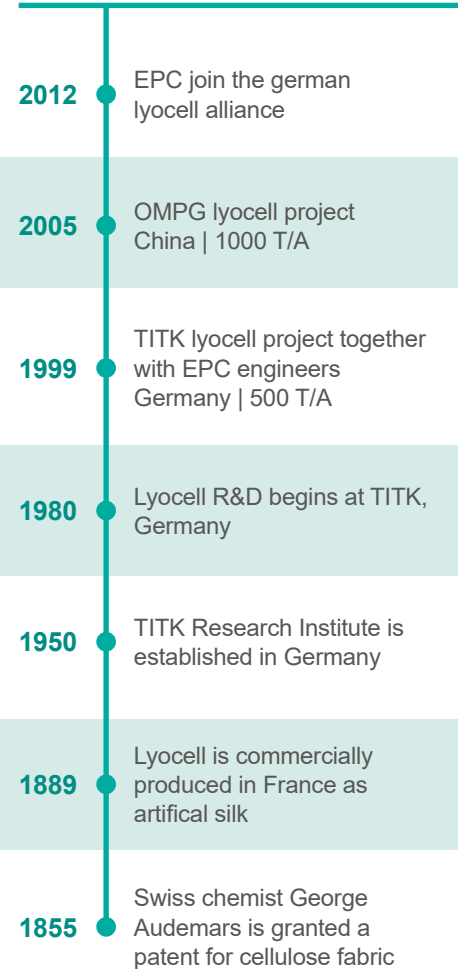 2012
EPC join the german
lyocell alliance
2005
OMPG lyocell project
China | 1000 T/A
1999
TITK lyocell project together
with EPC engineers
Germany | 500 T/A
1980
Lyocell R&D begins at TITK,
Germany
1950
TITK Research Institute is
established in Germany
1889
Lyocell is commercially
produced in France as
artifical silk
1855
Swiss chemist George
Audemars is granted a
patent for cellulose fabric